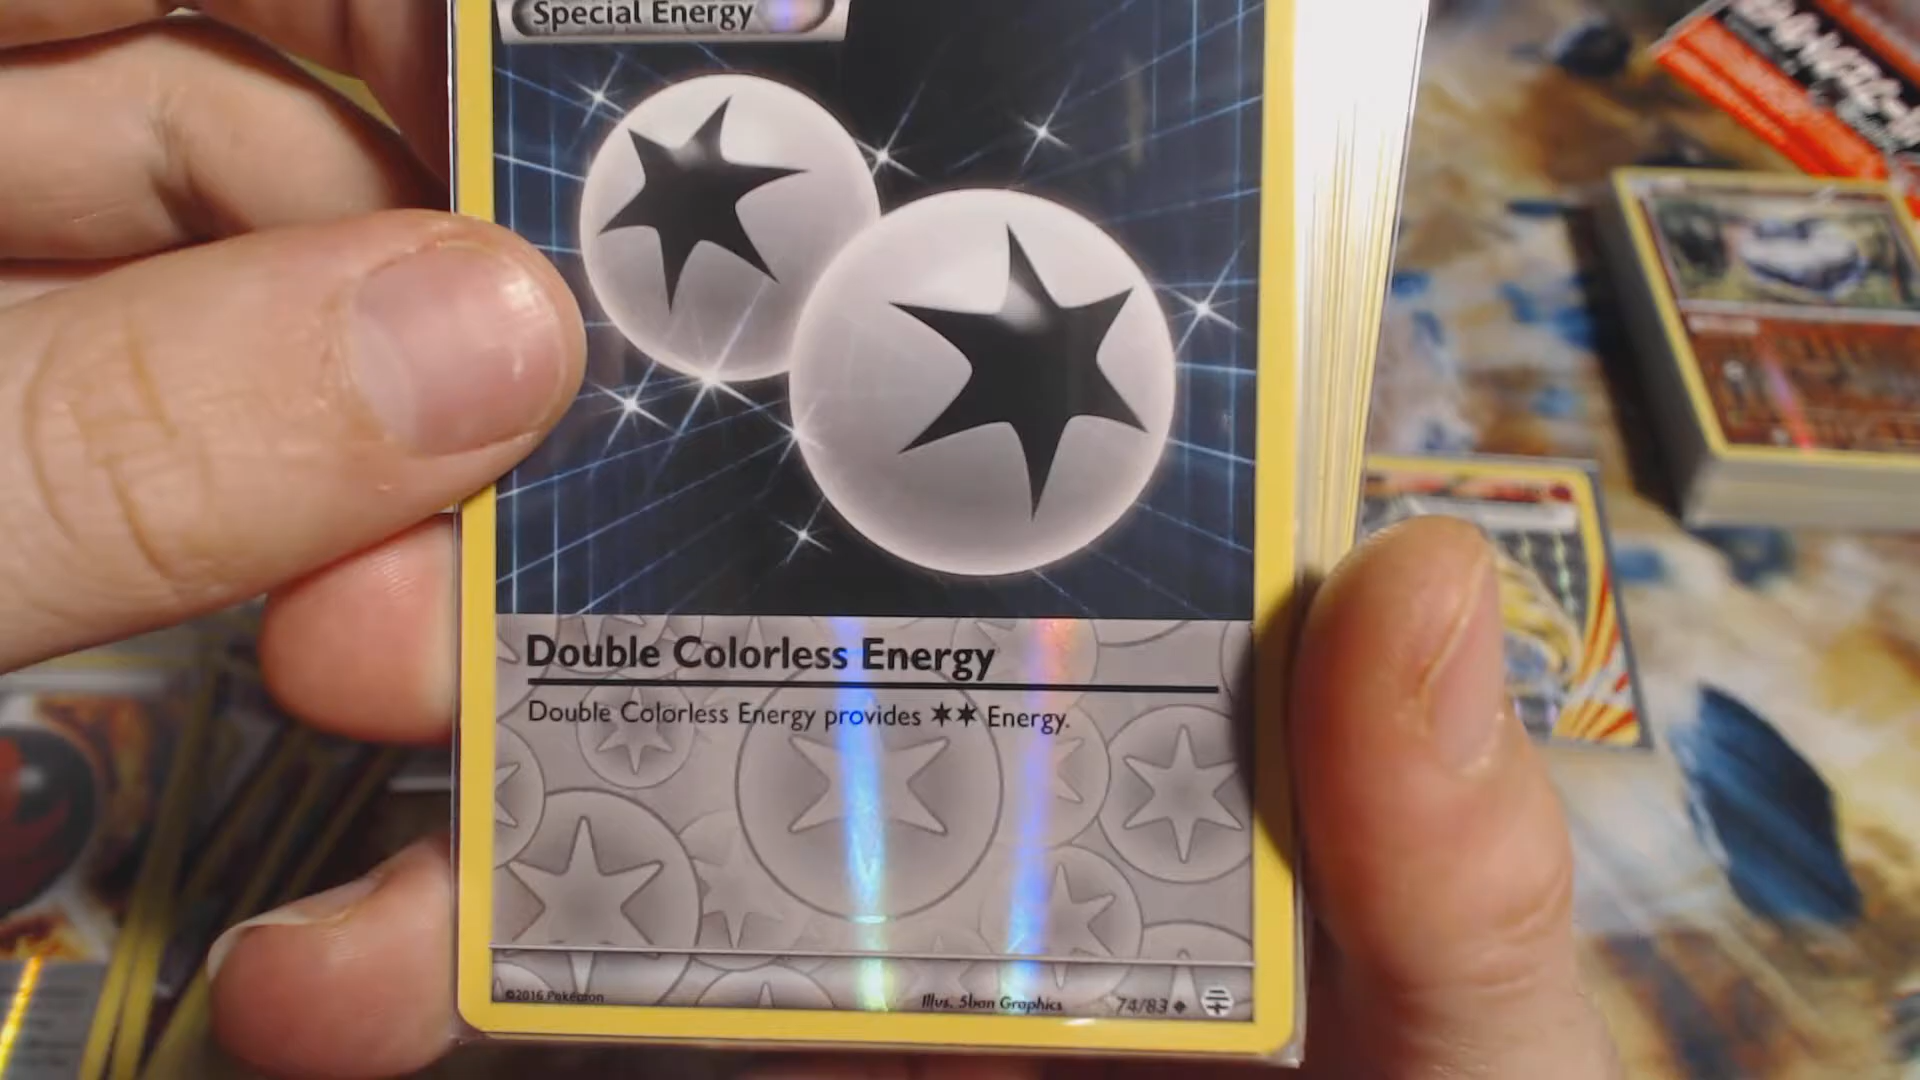 Special Energy
Double Colorless Energy
Double Colorless Energy provides ✶✶ Energy.
©2016 Pokémon
Illus. 5ban Graphics
74/83